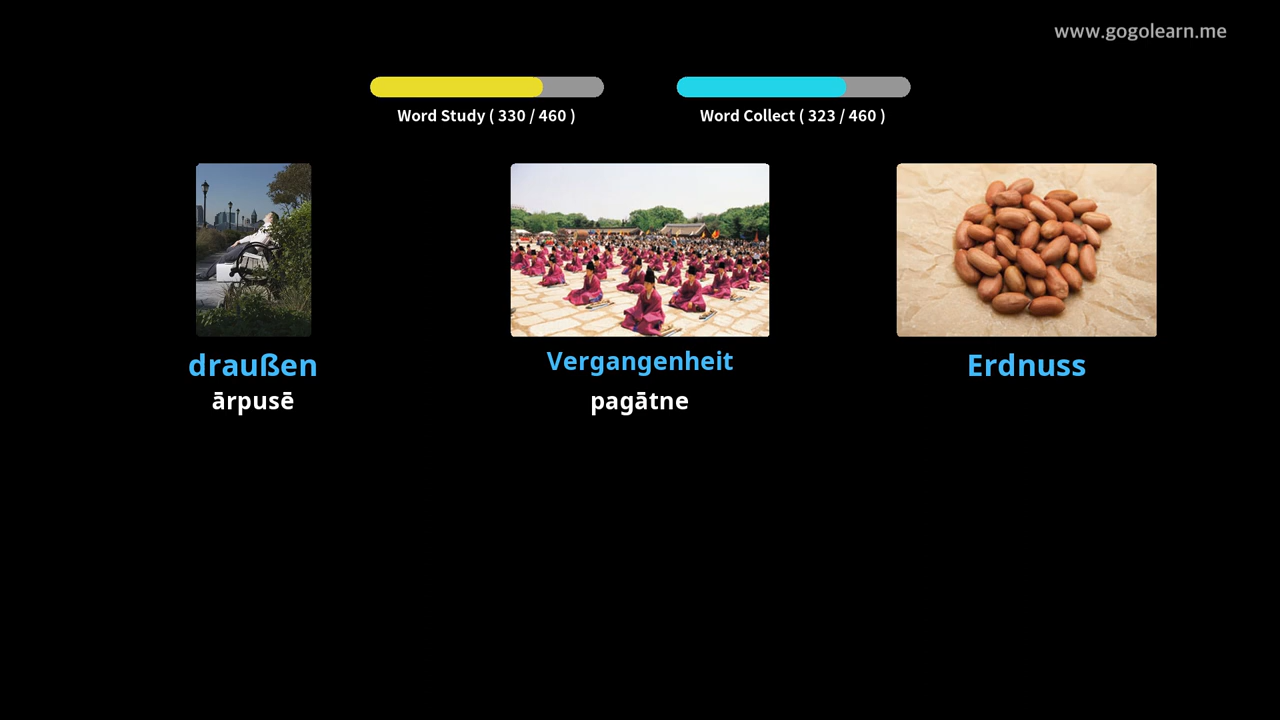 www.gogolearn.me
Word Study ( 330 / 460 )
Word Collect ( 323 / 460 )
draußen
ārpusē
Vergangenheit
pagātne
Erdnuss